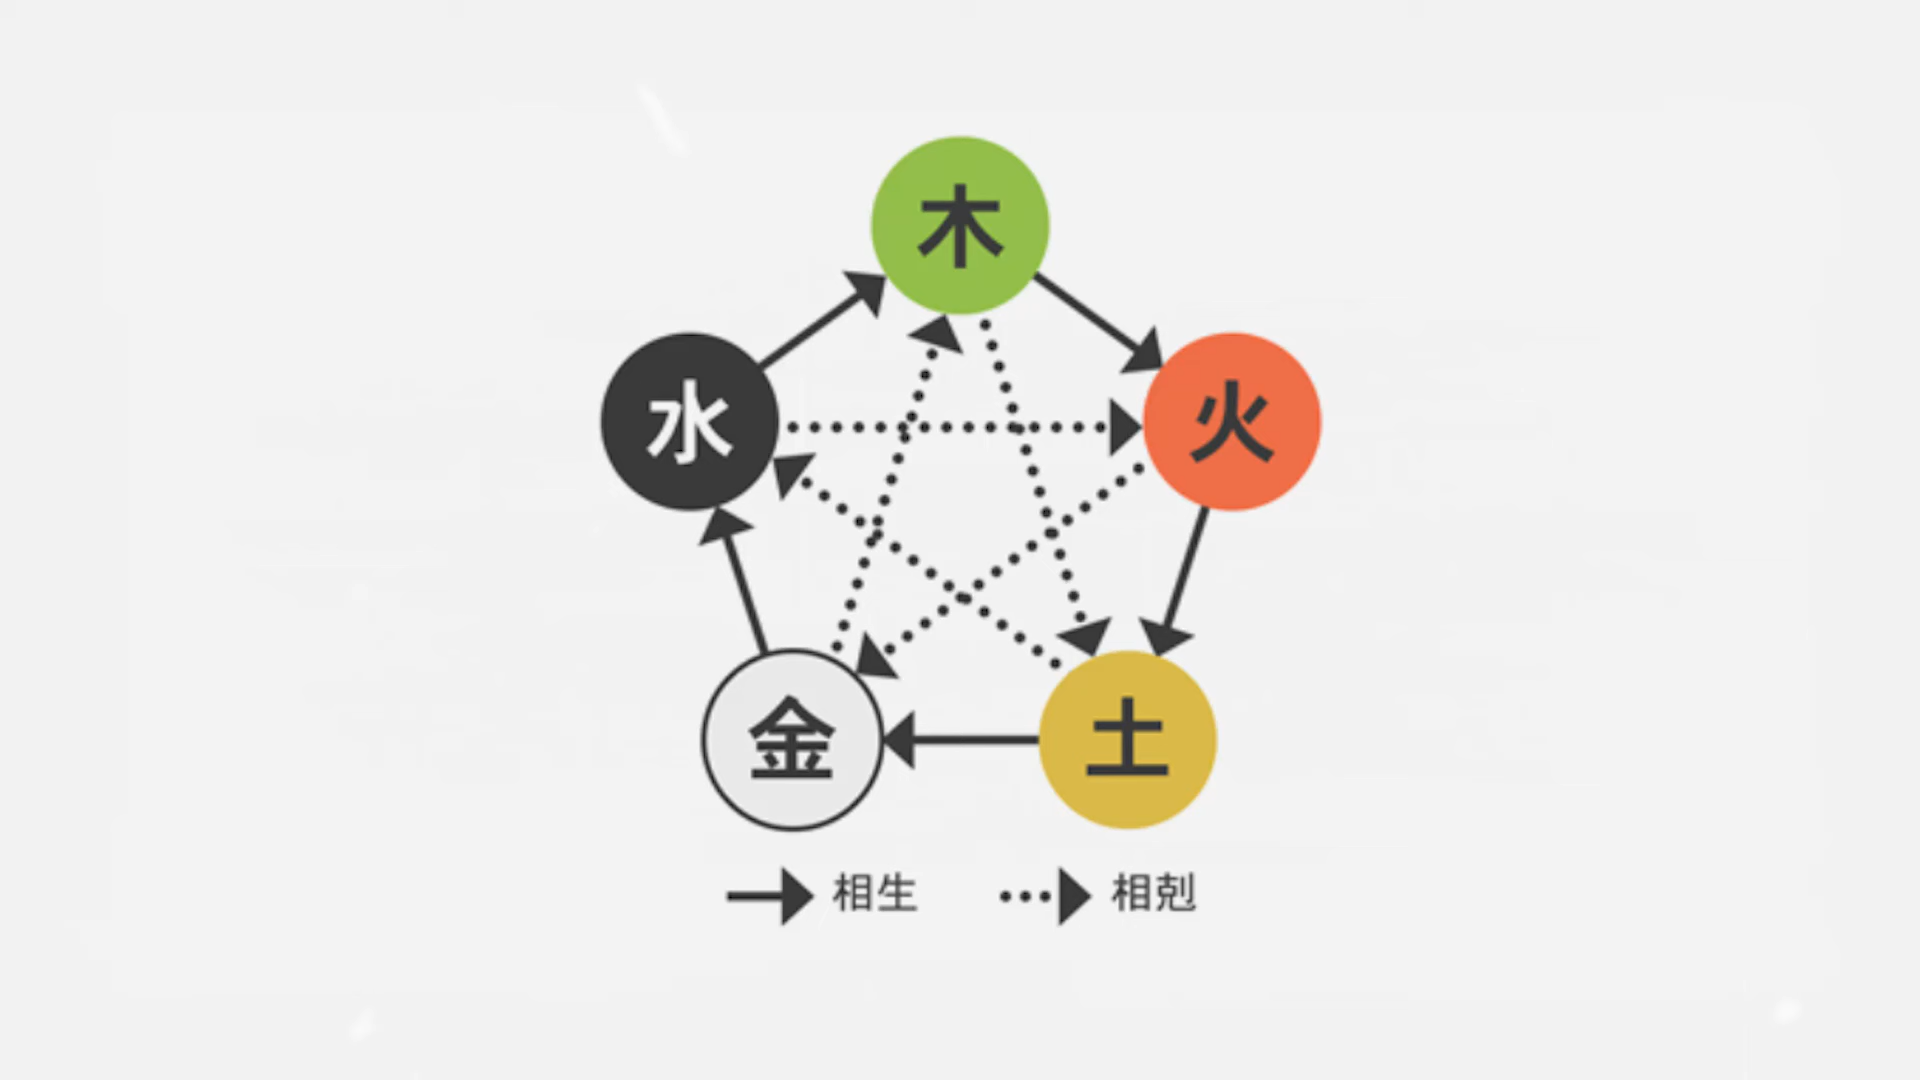 木
水
火
金
土
相生
相剋